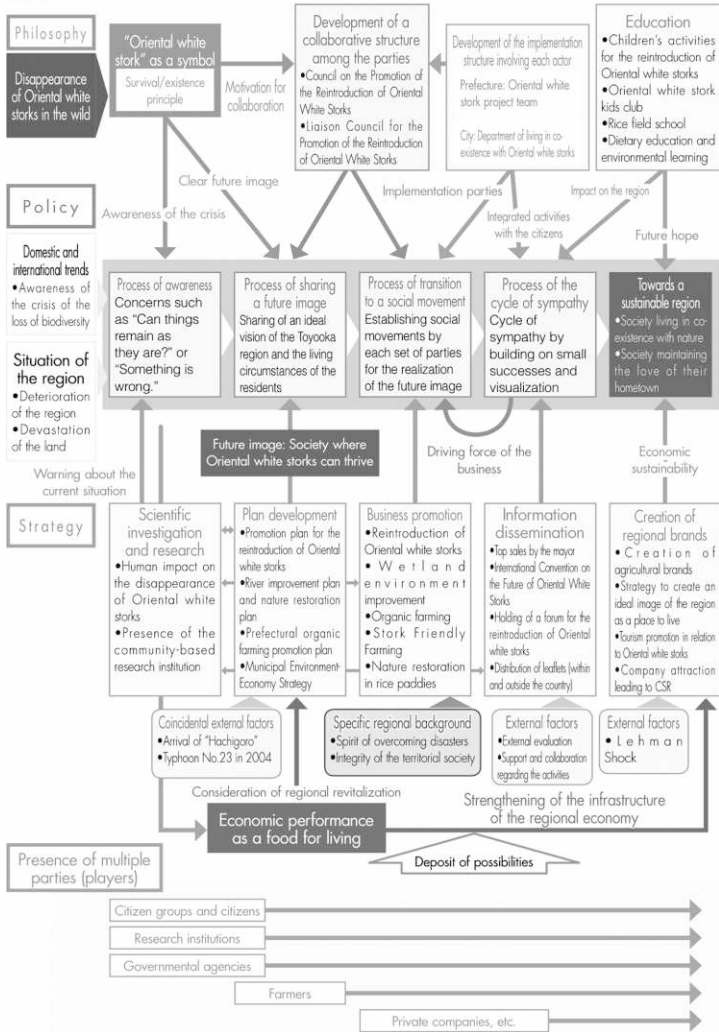 Philosophy
Disappearance
of Oriental white
storks in the wild
“Oriental white
stork” as a symbol
Survival/existence
principle
Motivation for
collaboration
Development of a
collaborative structure
among the parties
•Council on the Promotion of the
Reintroduction of Oriental
White Storks
•Liaison Council for the
Promotion of the Reintroduction
of Oriental White Storks
Development of the implementation
structure involving each actor
Prefecture: Oriental white
stork project team
City: Department of living in co-
existence with Oriental white storks
Education
•Children’s activities
for the reintroduction of
Oriental white storks
•Oriental white stork
kids club
•Rice field school
•Dietary education and
environmental learning
Clear future image
Awareness of the crisis
Implementation parties
Integrated activities
with the citizens
Impact on the region
Future hope
Policy
Domestic and
international trends
•Awareness of
the crisis of the
loss of biodiversity
Situation of
the region
•Deterioration
of the region
•Devastation
of the land
Process of awareness
Concerns such
as “Can things
remain as
they are?” or
“Something is
wrong.”
Process of sharing
a future image
Sharing of an ideal
vision of the Toyooka
region and the living
circumstances of the
residents
Process of transition
to a social movement
Establishing social
movements by
each set of parties
for the realization
of the future image
Process of the
cycle of sympathy
Cycle of
sympathy by
building on small
successes and
visualization
Towards a
sustainable region
•Society living in co-
existence with nature
•Society maintaining
the love of their
hometown
Future image: Society where
Oriental white storks can thrive
Driving force of the
business
Economic
sustainability
Warning about the
current situation
Strategy
Scientific
investigation
and research
•Human impact on
the disappearance
of Oriental white
storks
•Presence of the
community-based
research institution
Plan development
•Promotion plan for the
reintroduction of Oriental
white storks
•River improvement plan
and nature restoration
plan
•Prefectural organic
farming promotion plan
•Municipal Environment-
Economy Strategy
Business promotion
•Reintroduction of
Oriental white storks
•Wetland
environment
improvement
•Organic farming
•Stork Friendly
Farming
•Nature restoration
in rice paddies
Information
dissemination
•Top sales by the mayor
•International Convention on
the Future of Oriental White
Storks
•Holding of a forum for the
reintroduction of Oriental
white storks
•Distribution of leaflets (within
and outside the country)
Creation of
regional brands
•Creation of
agricultural brands
•Strategy to create an
ideal image of the region
as a place to live
•Tourism promotion in relation
to Oriental white storks
•Company attraction
leading to CSR
Coincidental external factors
•Arrival of “Hachigoro”
•Typhoon No.23 in 2004
Specific regional background
•Spirit of overcoming disasters
•Integrity of the territorial society
External factors
•External evaluation
•Support and collaboration
regarding the activities
External factors
•Lehman
Shock
Consideration of regional revitalization
Economic performance
as a food for living
Strengthening of the infrastructure
of the regional economy
Deposit of possibilities
Presence of multiple
parties (players)
Citizen groups and citizens
Research institutions
Governmental agencies
Farmers
Private companies, etc.